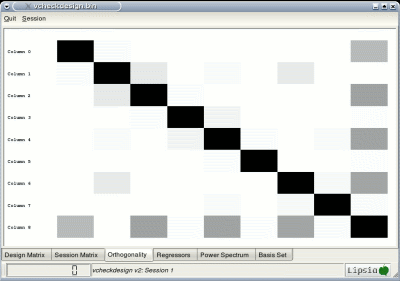 vcheckdesign.bin
Quit Session
Column 0
Column 1
Column 2
Column 3
Column 4
Column 5
Column 6
Column 7
Column 8
Design Matrix Session Matrix Orthogonality Regressors Power Spectrum Basis Set
0 vcheckdesign v2: Session 1 Lipsia